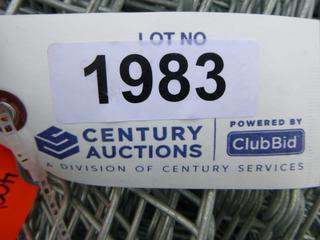 LOT NO
1983
CENTURY
AUCTIONS
POWERED BY
ClubBid
A DIVISION OF CENTURY SERVICES